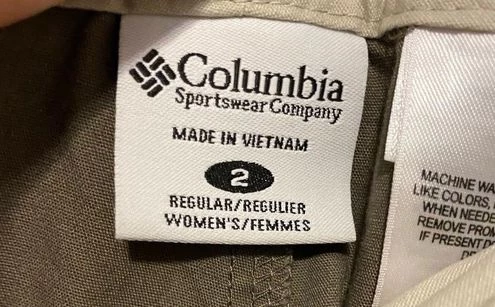 Columbia
Sportswear Company
MADE IN VIETNAM
2
REGULAR/REGULIER
WOMEN'S/FEMMES
MACHINE WA
LIKE COLORS,
WHEN NEEDE
REMOVE PROM
IF PRESENT D